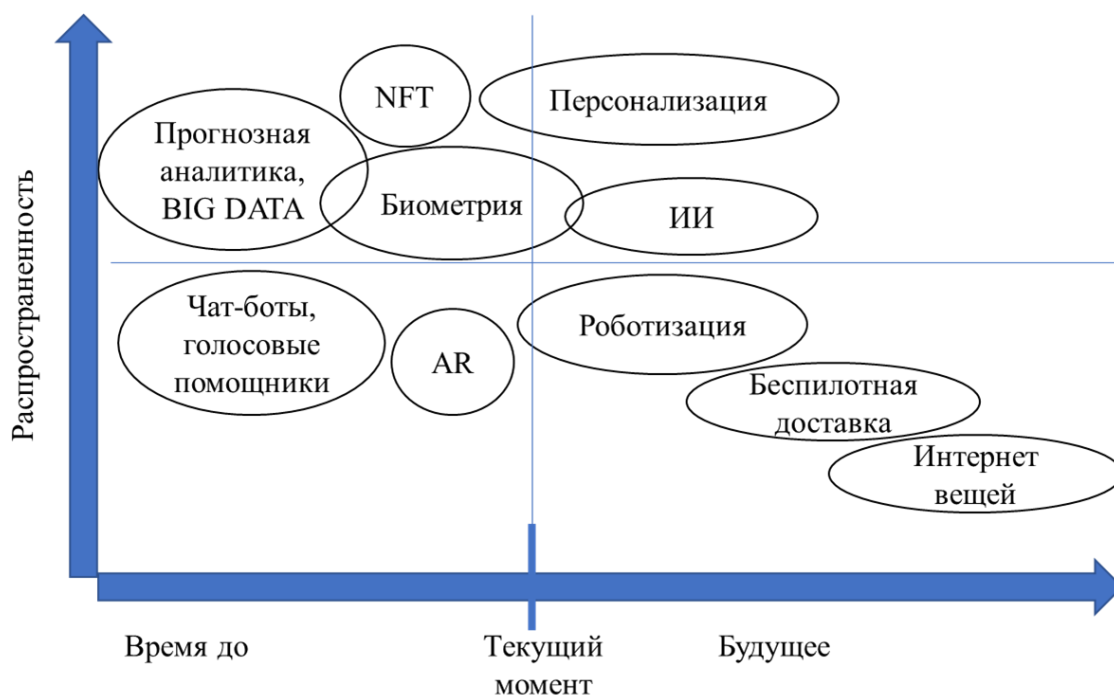 Распространенность
NFT
Персонализация
Прогнозная
аналитика,
BIG DATA
Биометрия
ИИ
Чат-боты,
голосовые
помощники
AR
Роботизация
Беспилотная
доставка
Интернет
вещей
Время до
Текущий
момент
Будущее